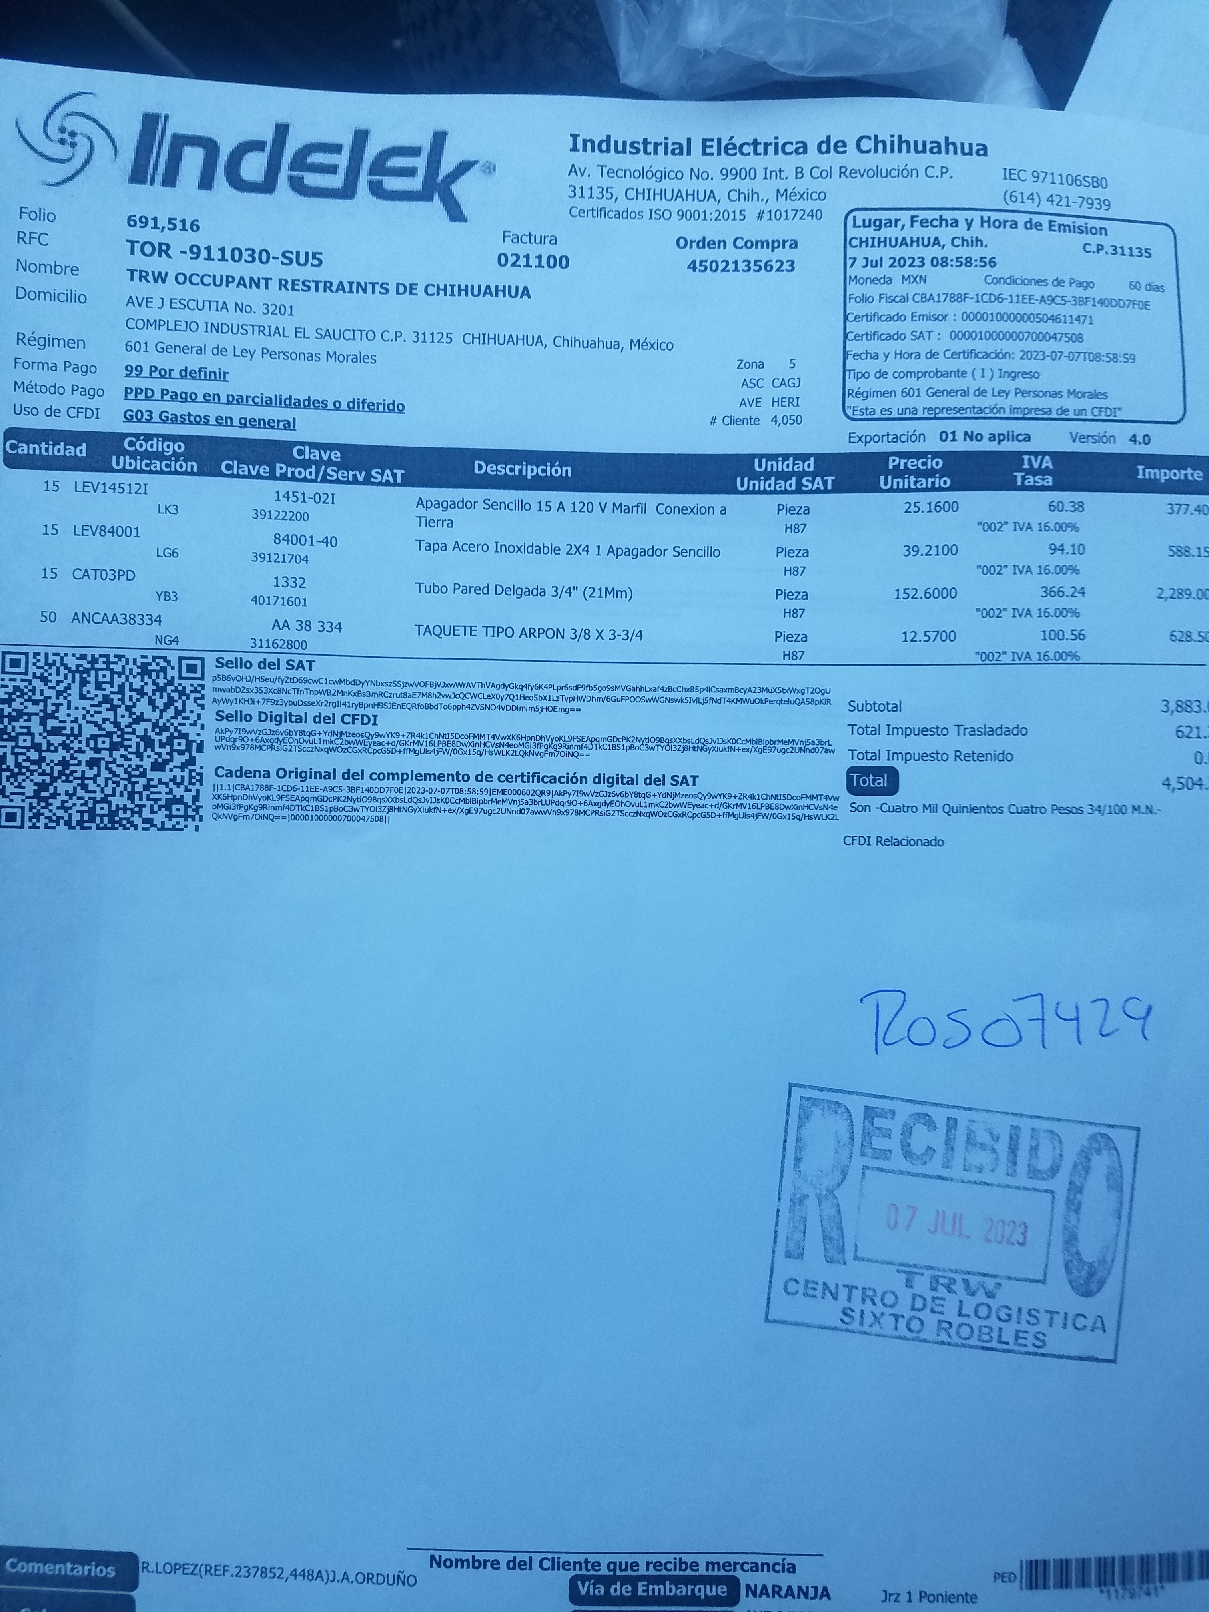 Indelek®
Industrial Eléctrica de Chihuahua
Av. Tecnológico No. 9900 Int. B Col Revolución C.P.
31135, CHIHUAHUA, Chih., México
Certificados ISO 9001:2015 #1017240
IEC 971106SB0
(614) 421-7939
Folio 691,516
RFC TOR -911030-SU5
Factura
021100
Orden Compra
4502135623
Nombre TRW OCCUPANT RESTRAINTS DE CHIHUAHUA
Domicilio AVE J ESCUTIA No. 3201
COMPLEJO INDUSTRIAL EL SAUCITO C.P. 31125 CHIHUAHUA, Chihuahua, México
Régimen 601 General de Ley Personas Morales
Forma Pago 99 Por definir
Método Pago PPD Pago en parcialidades o diferido
Uso de CFDI G03 Gastos en general
Zona 5
ASC CAGJ
AVE HERI
# Cliente 4,050
Lugar, Fecha y Hora de Emision
CHIHUAHUA, Chih. C.P.31135
7 Jul 2023 08:58:56
Moneda MXN Condiciones de Pago 60 dias
Folio Fiscal CBA1788F-1CD6-11EE-A9C5-3BF140DD7F0E
Certificado Emisor : 00001000000504611471
Certificado SAT : 00001000000700047508
Fecha y Hora de Certificación: 2023-07-07T08:58:59
Tipo de comprobante ( I ) Ingreso
Régimen 601 General de Ley Personas Morales
"Esta es una representación impresa de un CFDI"
Exportación 01 No aplica Versión 4.0
Cantidad Código Clave Descripción Unidad Precio IVA Importe
Ubicación Clave Prod/Serv SAT Unidad SAT Unitario Tasa
15 LEV14512I 1451-02I Apagador Sencillo 15 A 120 V Marfil Conexion a Pieza 25.1600 60.38 377.40
LK3 39122200 Tierra H87 "002" IVA 16.00%
15 LEV84001 84001-40 Tapa Acero Inoxidable 2X4 1 Apagador Sencillo Pieza 39.2100 94.10 588.15
LG6 39121704 H87 "002" IVA 16.00%
15 CAT03PD 1332 Tubo Pared Delgada 3/4" (21Mm) Pieza 152.6000 366.24 2,289.00
YB3 40171601 H87 "002" IVA 16.00%
50 ANCAA38334 AA 38 334 TAQUETE TIPO ARPON 3/8 X 3-3/4 Pieza 12.5700 100.56 628.50
NG4 31162800 H87 "002" IVA 16.00%
Sello del SAT
Sello Digital del CFDI
Cadena Original del complemento de certificación digital del SAT
Subtotal 3,883.
Total Impuesto Trasladado 621.
Total Impuesto Retenido 0.
Total 4,504.
Son -Cuatro Mil Quinientos Cuatro Pesos 34/100 M.N.-
CFDI Relacionado
RECIBIDO
07 JUL 2023
TRW
CENTRO DE LOGISTICA
SIXTO ROBLES
Comentarios R.LOPEZ(REF.237852,448A)J.A.ORDUÑO
Nombre del Cliente que recibe mercancía
Vía de Embarque NARANJA
Jrz 1 Poniente
PED
*1179741*